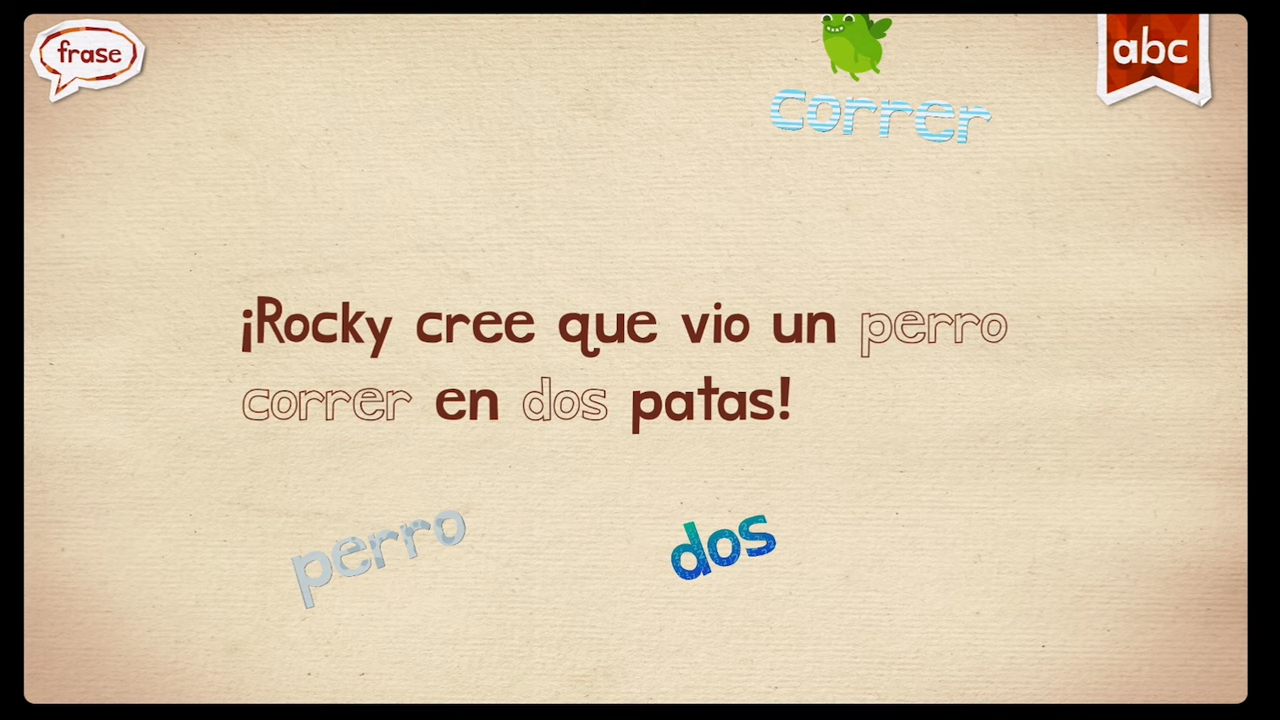 frase
abc
correr
¡Rocky cree que vio un perro
correr en dos patas!
perro
dos